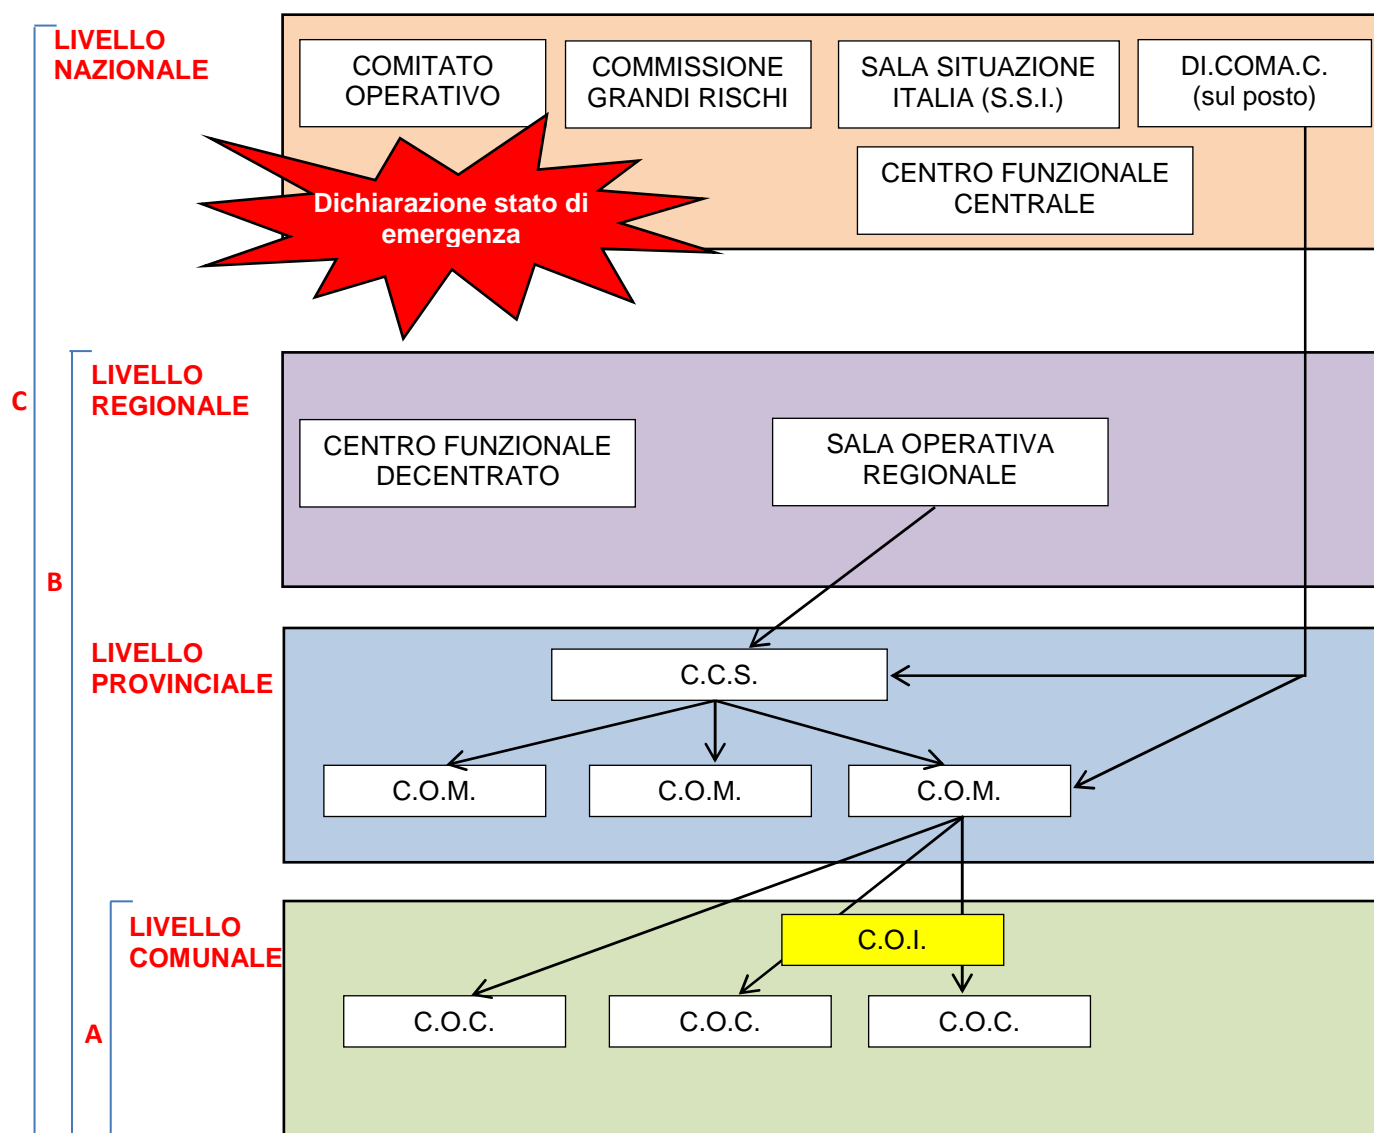 LIVELLO
NAZIONALE
COMITATO
OPERATIVO
COMMISSIONE
GRANDI RISCHI
SALA SITUAZIONE
ITALIA (S.S.I.)
DI.COMA.C.
(sul posto)
CENTRO FUNZIONALE
CENTRALE
Dichiarazione stato di
emergenza
C
LIVELLO
REGIONALE
CENTRO FUNZIONALE
DECENTRATO
SALA OPERATIVA
REGIONALE
B
LIVELLO
PROVINCIALE
C.C.S.
C.O.M.
C.O.M.
C.O.M.
LIVELLO
COMUNALE
C.O.I.
C.O.C.
C.O.C.
C.O.C.
A